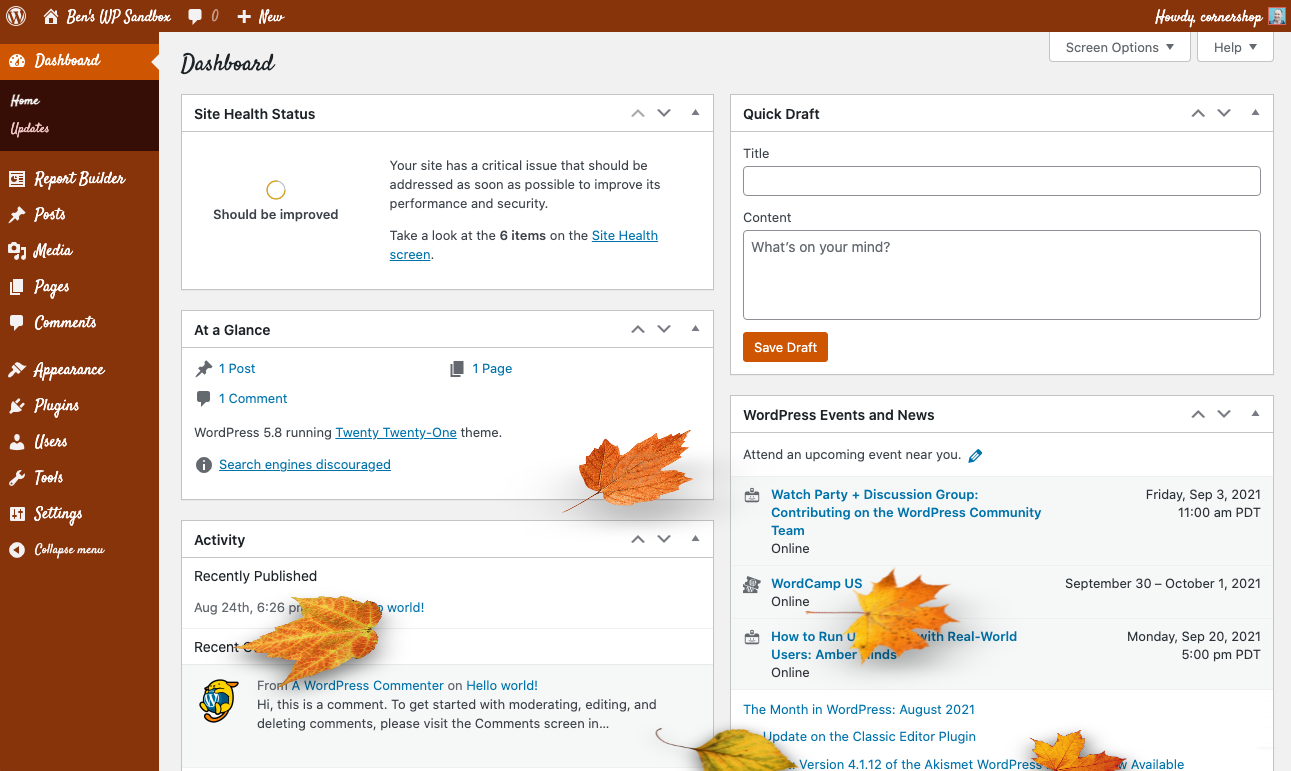 Ben's WP Sandbox
0
New
Howdy, cornershop
Dashboard
Home
Updates
Report Builder
Posts
Media
Pages
Comments
Appearance
Plugins
Users
Tools
Settings
Collapse menu
Screen Options
Help
Dashboard
Site Health Status
Should be improved
Your site has a critical issue that should be
addressed as soon as possible to improve its
performance and security.
Take a look at the 6 items on the Site Health
screen.
At a Glance
1 Post
1 Page
1 Comment
WordPress 5.8 running Twenty Twenty-One theme.
Search engines discouraged
Activity
Recently Published
Aug 24th, 6:26 world!
Recent
From A WordPress Commenter on Hello world!
Hi, this is a comment. To get started with moderating, editing, and
deleting comments, please visit the Comments screen in…
Quick Draft
Title
Content
What's on your mind?
Save Draft
WordPress Events and News
Attend an upcoming event near you.
Watch Party + Discussion Group:
Contributing on the WordPress Community
Team
Online
Friday, Sep 3, 2021
11:00 am PDT
WordCamp US
Online
September 30 – October 1, 2021
How to Run with Real-World
Users: Amber
Online
Monday, Sep 20, 2021
5:00 pm PDT
The Month in WordPress: August 2021
Update on the Classic Editor Plugin
Version 4.1.12 of the Akismet WordPress Available